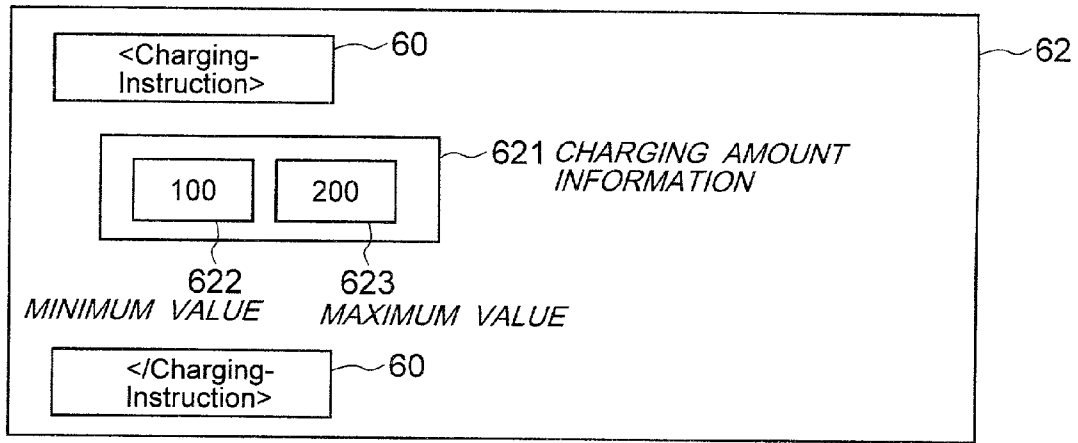 <Charging-
Instruction>
60
62
621 CHARGING AMOUNT
INFORMATION
100
200
622
623
MINIMUM VALUE
MAXIMUM VALUE
</Charging-
Instruction>
60